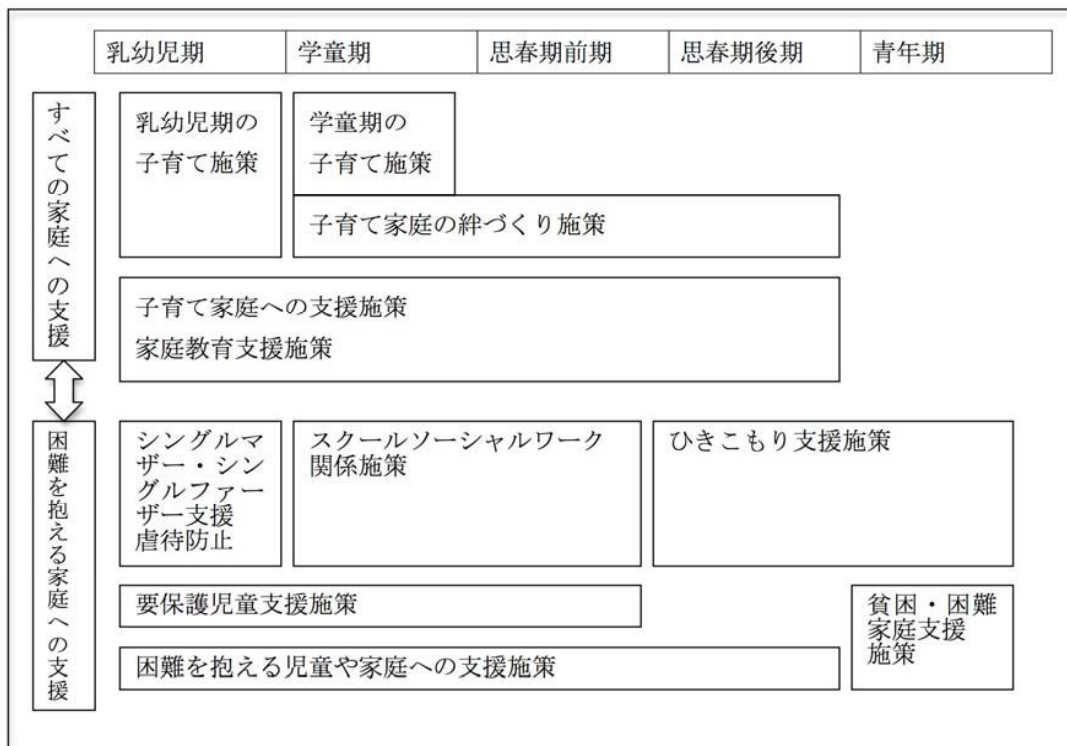 乳幼児期 学童期 思春期前期 思春期後期 青年期
すべての家庭への支援
乳幼児期の
子育て施策
学童期の
子育て施策
子育て家庭の絆づくり施策
子育て家庭への支援施策
家庭教育支援施策
困難を抱える家庭への支援
シングルマ
ザー・シン
グルファー
ザー支援
虐待防止
スクールソーシャルワーク
関係施策
ひきこもり支援施策
要保護児童支援施策
貧困・困難
家庭支援
施策
困難を抱える児童や家庭への支援施策